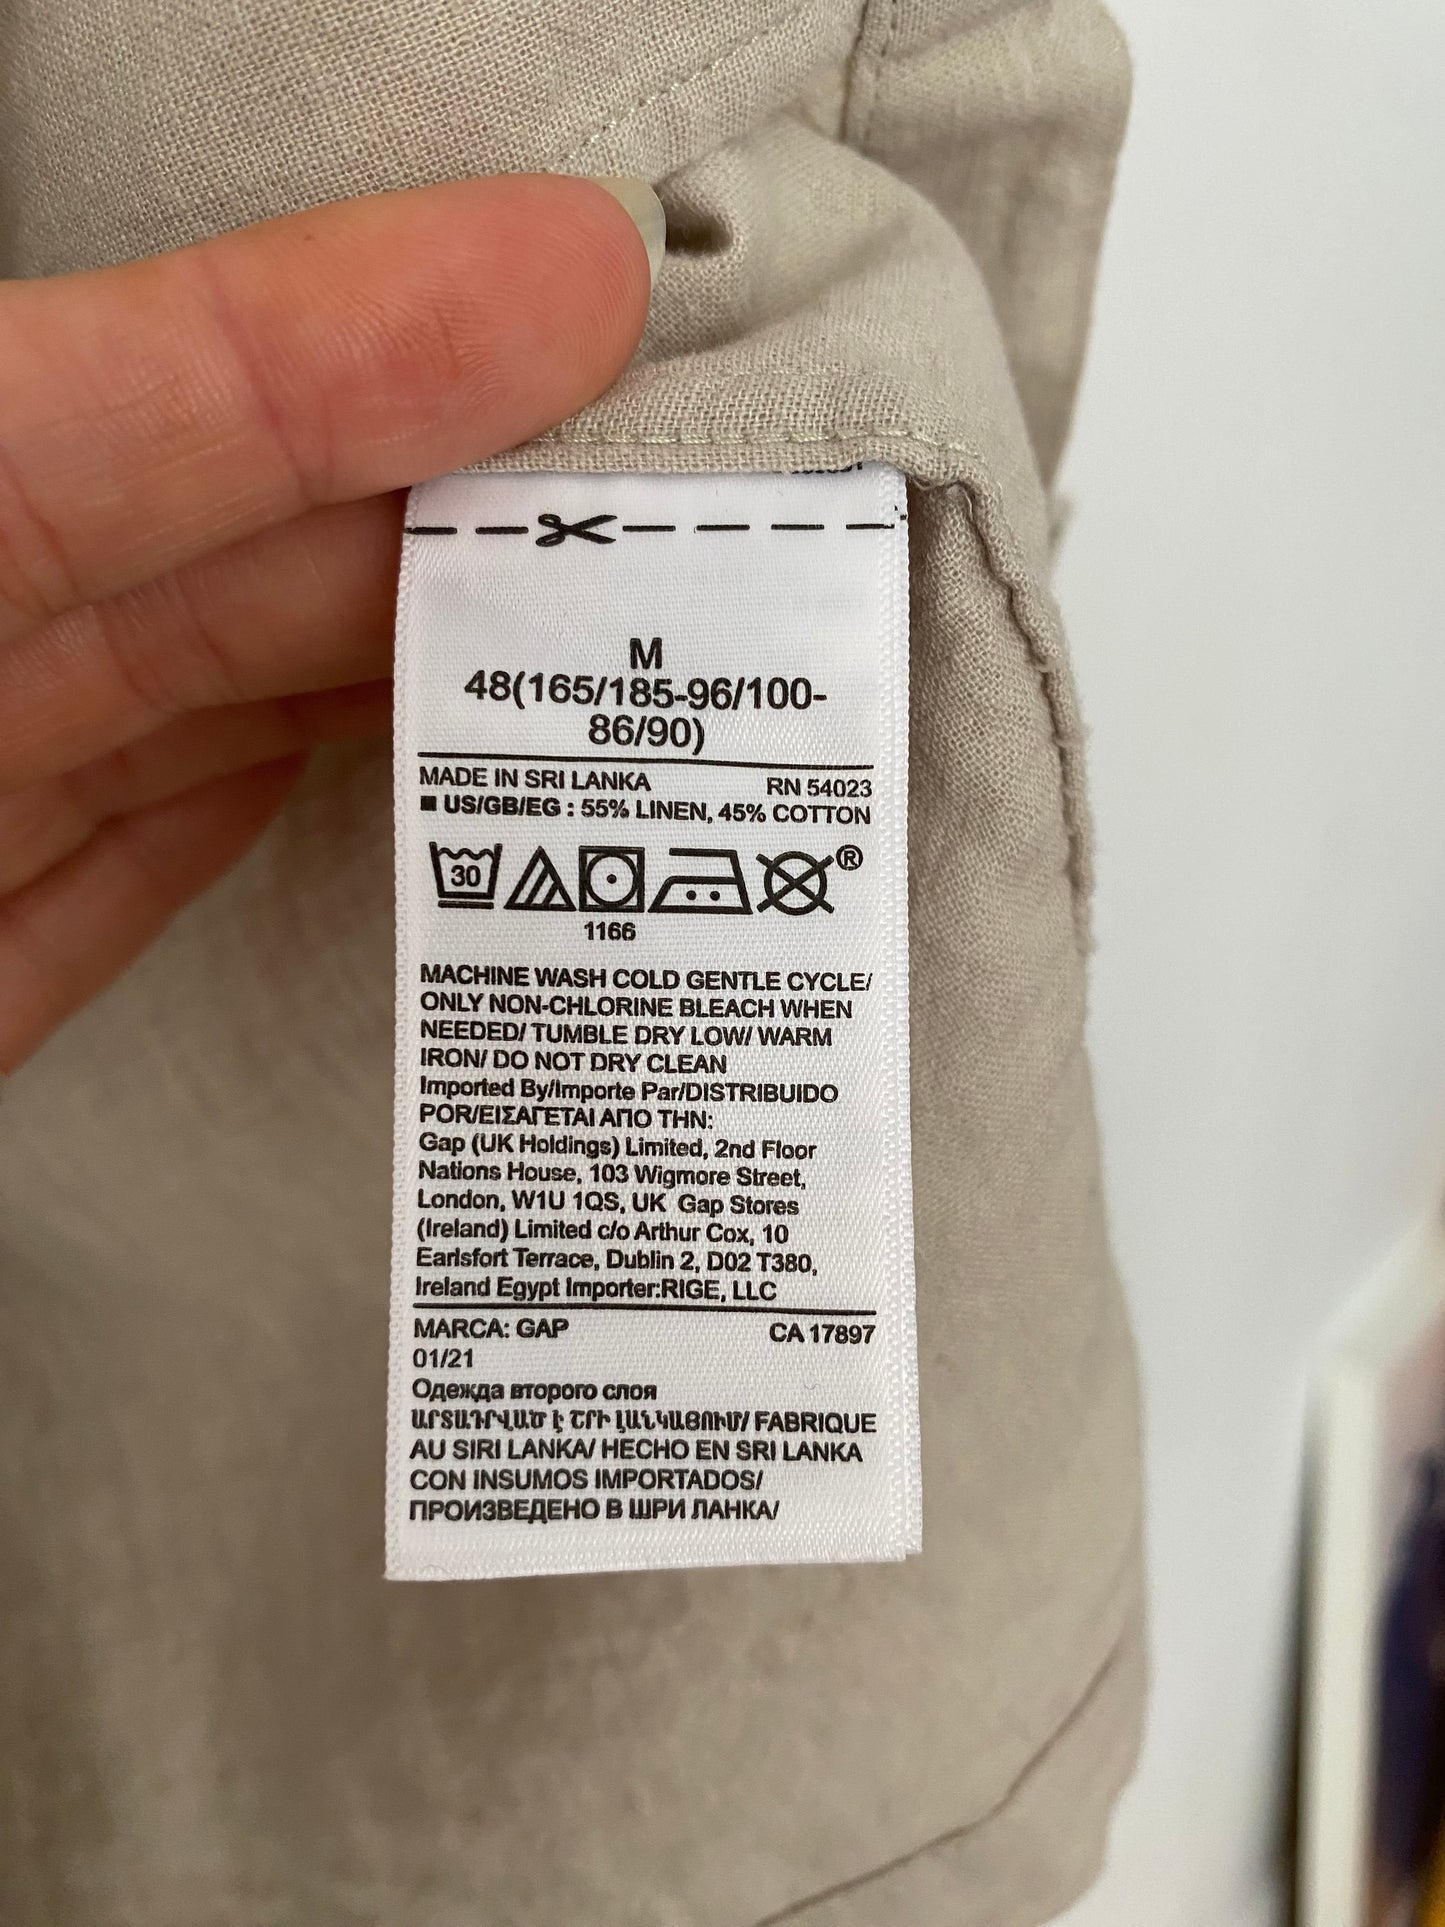 M
48(165/185-96/100-
86/90)
MADE IN SRI LANKA RN 54023
US/GB/EG : 55% LINEN, 45% COTTON
30 ®
1166
MACHINE WASH COLD GENTLE CYCLE/
ONLY NON-CHLORINE BLEACH WHEN
NEEDED/ TUMBLE DRY LOW/ WARM
IRON/ DO NOT DRY CLEAN
Imported By/Importe Par/DISTRIBUIDO
POR/ΕΙΣΑΓΕΤΑΙ ΑΠΟ ΤΗΝ:
Gap (UK Holdings) Limited, 2nd Floor
Nations House, 103 Wigmore Street,
London, W1U 1QS, UK Gap Stores
(Ireland) Limited c/o Arthur Cox, 10
Earlsfort Terrace, Dublin 2, D02 T380,
Ireland Egypt Importer:RIGE, LLC
MARCA: GAP CA 17897
01/21
Одежда второго слоя
ԱՐՏԱԴՐՎԱԾ Է ՇՐԻ ԼԱՆԿԱՅՈՒՄ/ FABRIQUE
AU SIRI LANKA/ HECHO EN SRI LANKA
CON INSUMOS IMPORTADOS/
ПРОИЗВЕДЕНО В ШРИ ЛАНКА/